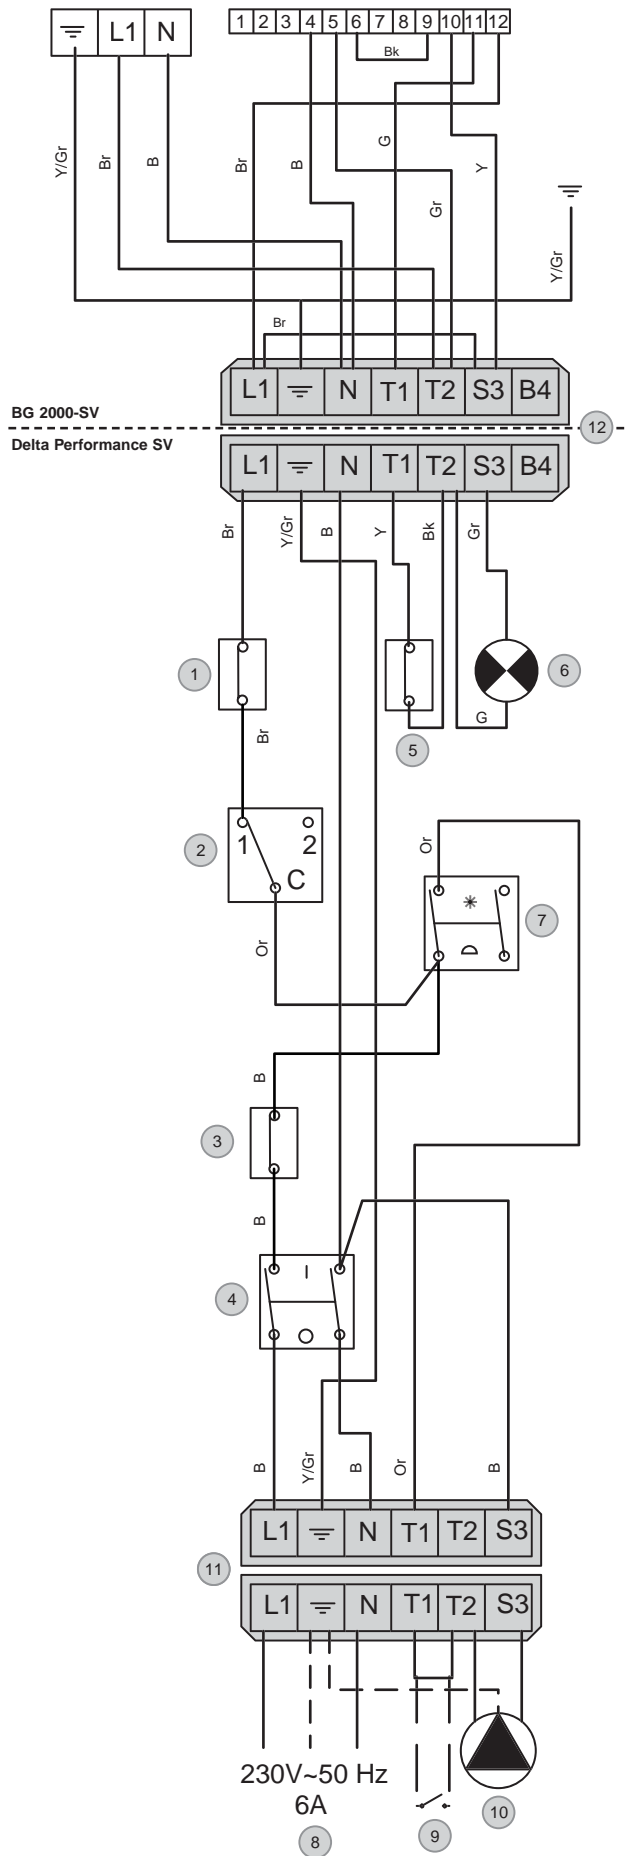 L1 N
1 2 3 4 5 6 7 8 9 10 11 12
Bk
Y/Gr Br B Br B G Gr Y Y/Gr
Br
L1 N T1 T2 S3 B4
BG 2000-SV
12
Delta Performance SV
L1 N T1 T2 S3 B4
Br Y/Gr B Y Bk Gr
1
6
G
5
Br
2
1 2
C
Or
7
Or
B
3
B
I
4
B Y/Gr B Or B
L1 N T1 T2 S3
11
L1 N T1 T2 S3
230V~50 Hz
6A
8
9
10